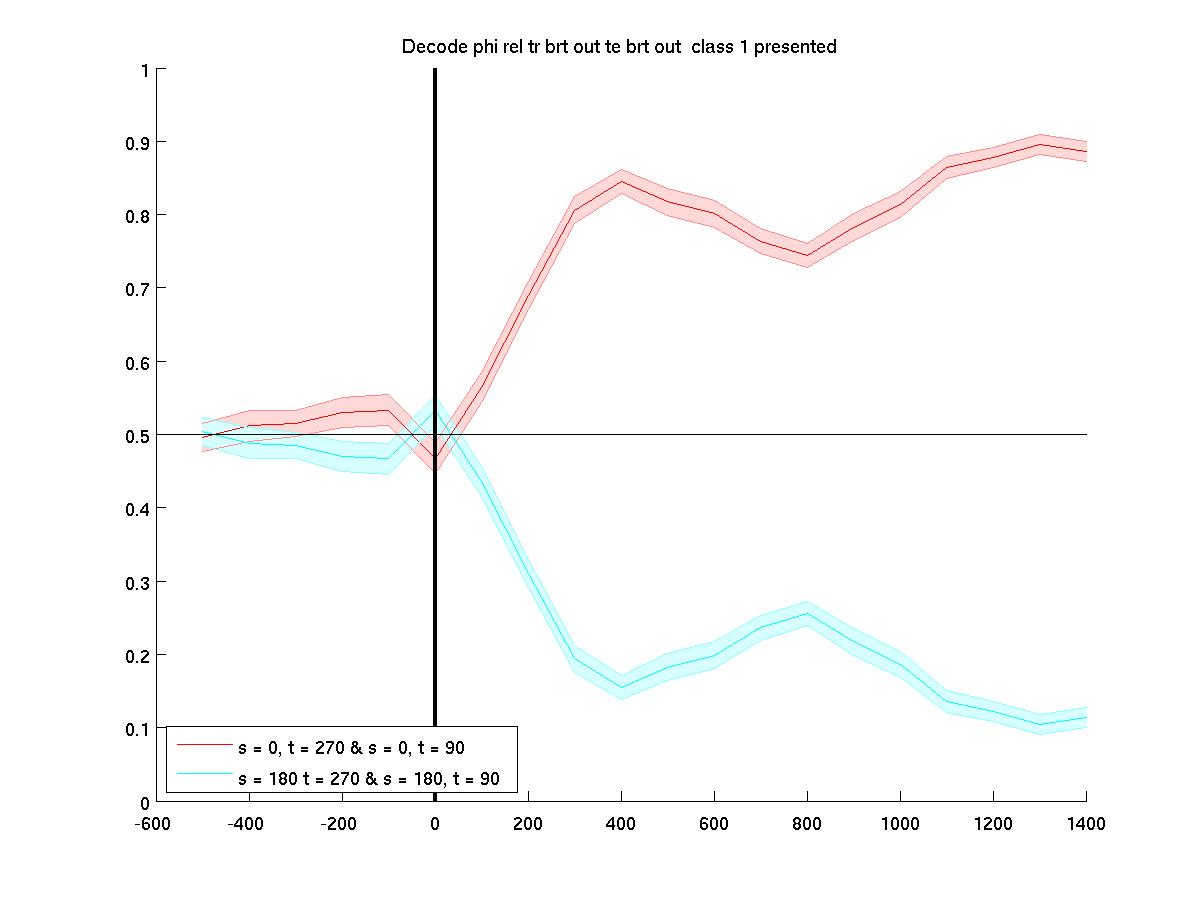 Decode phi rel tr brt out te brt out  class 1 presented
1
0.9
0.8
0.7
0.6
0.5
0.4
0.3
0.2
0.1
0
s = 0, t = 270 & s = 0, t = 90
s = 180 t = 270 & s = 180, t = 90
-600 -400 -200 0 200 400 600 800 1000 1200 1400